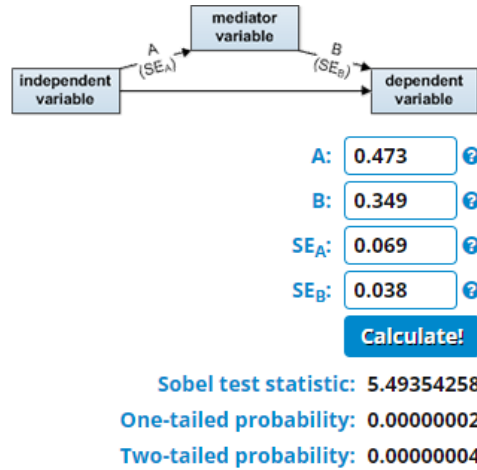 mediator
variable
A
(SEA)
B
(SEB)
independent
variable
dependent
variable
A: 0.473 ?
B: 0.349 ?
SEA: 0.069 ?
SEB: 0.038 ?
Calculate!
Sobel test statistic: 5.49354258
One-tailed probability: 0.00000002
Two-tailed probability: 0.00000004